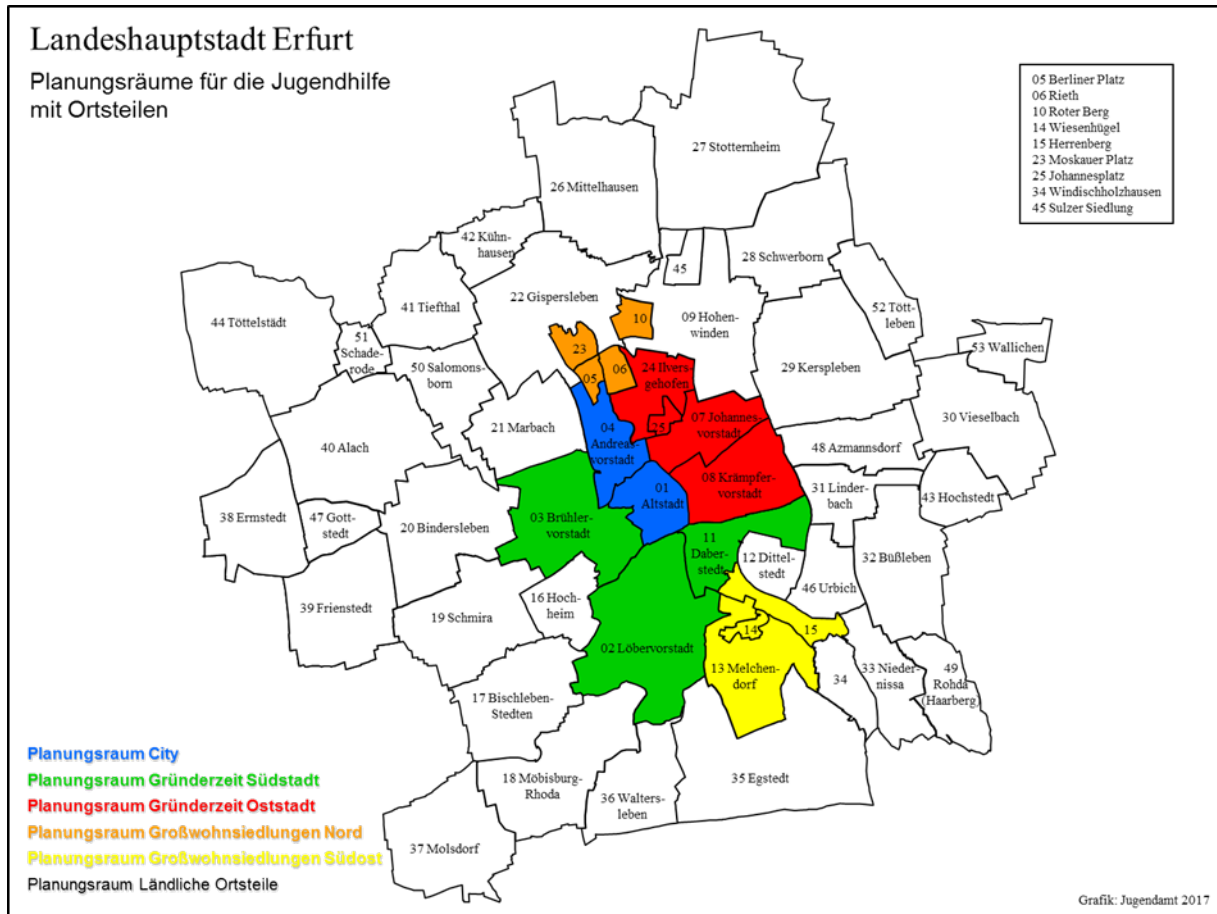 Landeshauptstadt Erfurt
Planungsräume für die Jugendhilfe
mit Ortsteilen
05 Berliner Platz
06 Rieth
10 Roter Berg
14 Wiesenhügel
15 Herrenberg
23 Moskauer Platz
25 Johannesplatz
34 Windischholzhausen
45 Sulzer Siedlung
27 Stotternheim
26 Mittelhausen
42 Kühn-
hausen
28 Schwerborn
45
22 Gispersleben
41 Tiefthal
44 Töttelstädt
52 Tött-
leben
10
09 Hohen-
winden
51
Schade-
rode
23
53 Wallichen
50 Salomons-
born
05
06
24 Ilvers-
gehofen
29 Kerspleben
30 Vieselbach
21 Marbach
04
Andreas-
vorstadt
25
07 Johannes-
vorstadt
40 Alach
48 Azmannsdorf
08 Krämpfer-
vorstadt
01
Altstadt
31 Linder-
bach
43 Hochstedt
38 Ermstedt
47 Gott-
stedt
20 Bindersleben
03 Brühler-
vorstadt
11
Daber-
stedt
12 Dittel-
stedt
32 Büßleben
46 Urbich
39 Frienstedt
16 Hoch-
heim
19 Schmira
14
15
02 Löbervorstadt
13 Melchen-
dorf
34
33 Nieder-
nissa
49
Rohda
(Haarberg)
17 Bischleben-
Stedten
18 Möbisburg-
Rhoda
36 Walters-
leben
35 Egstedt
37 Molsdorf
Planungsraum City
Planungsraum Gründerzeit Südstadt
Planungsraum Gründerzeit Oststadt
Planungsraum Großwohnsiedlungen Nord
Planungsraum Großwohnsiedlungen Südost
Planungsraum Ländliche Ortsteile
Grafik: Jugendamt 2017